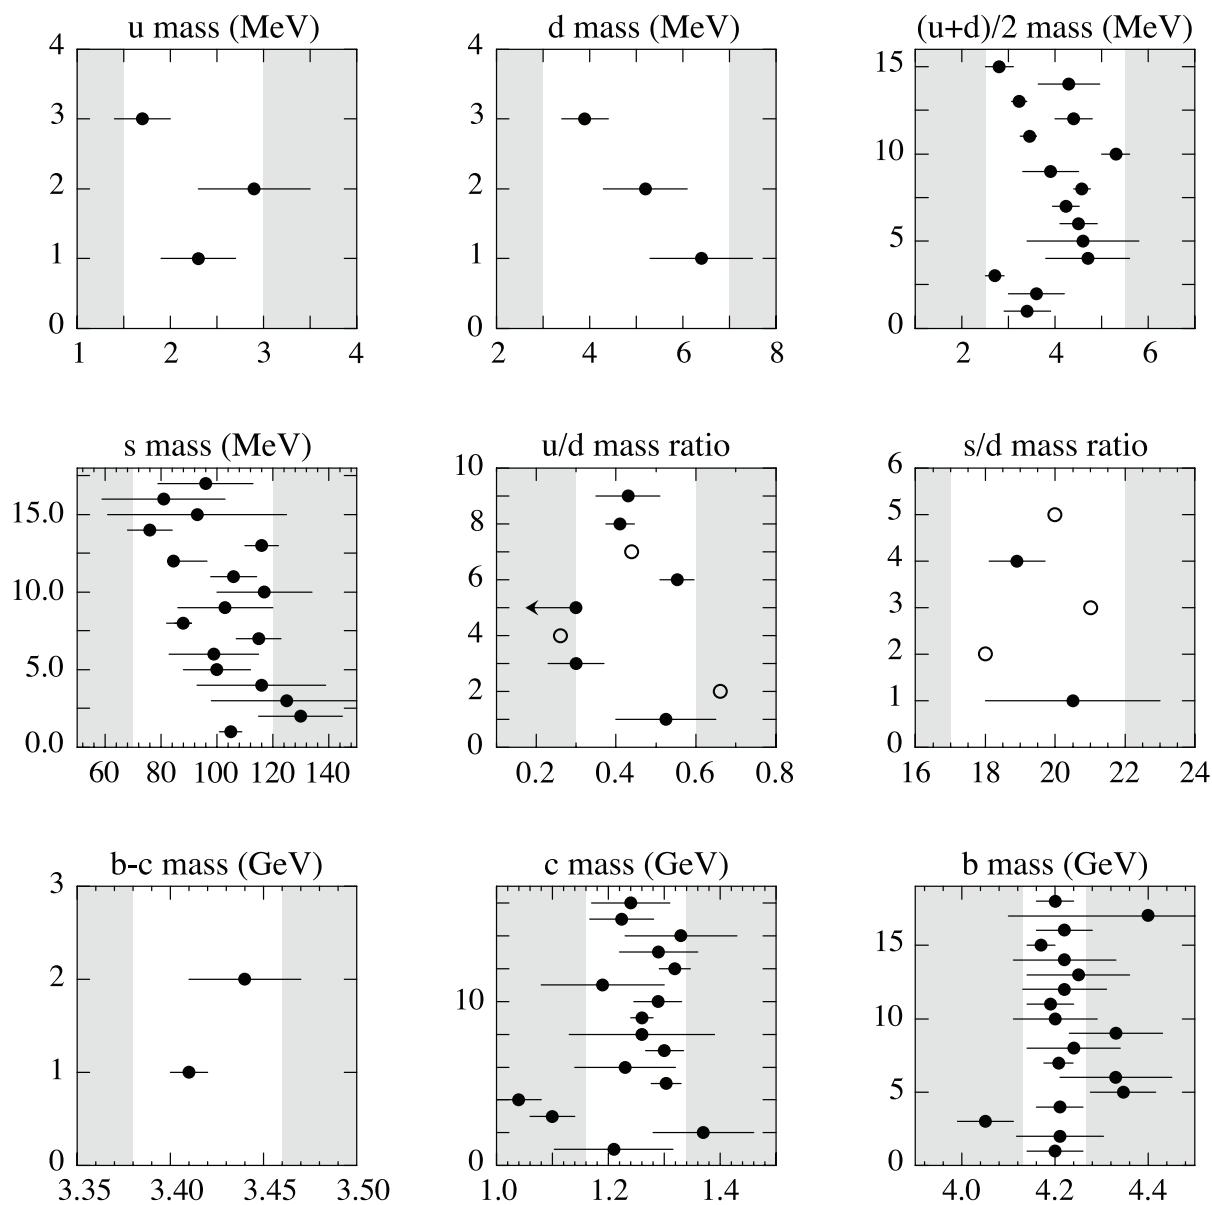 u mass (MeV) d mass (MeV) (u+d)/2 mass (MeV)
4 4 15
3 3
2 2 10
1 1 5
0 0 0
1 2 3 4 2 4 6 8 2 4 6
s mass (MeV) u/d mass ratio s/d mass ratio
15.0 10 6
10.0 8 5
5.0 6 4
0.0 4 3
2 2
0 1
0
60 80 100 120 140 0.2 0.4 0.6 0.8 16 18 20 22 24
b-c mass (GeV) c mass (GeV) b mass (GeV)
3 10 15
2 0 10
1 5
0 0
3.35 3.40 3.45 3.50 1.0 1.2 1.4 4.0 4.2 4.4